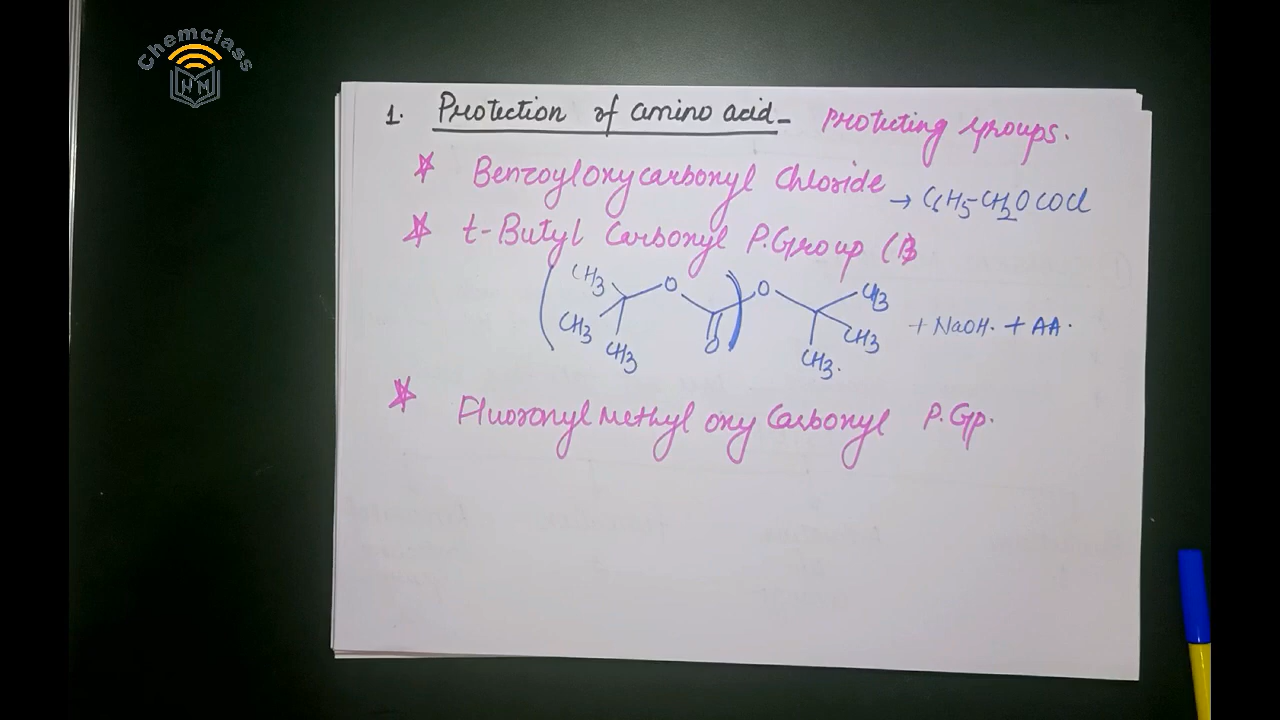 Chemclass
NM
1. Protection of amino acid - Protecting groups.
Benzoyloxycarbonyl Chloride → C6H5-CH2OCOCl
t-Butyl Carbonyl P.Group (B
CH3 O O CH3
CH3 CH3 + NaOH. + AA.
CH3 O CH3.
Fluoronyl Methyl oxy Carbonyl P.Gp.